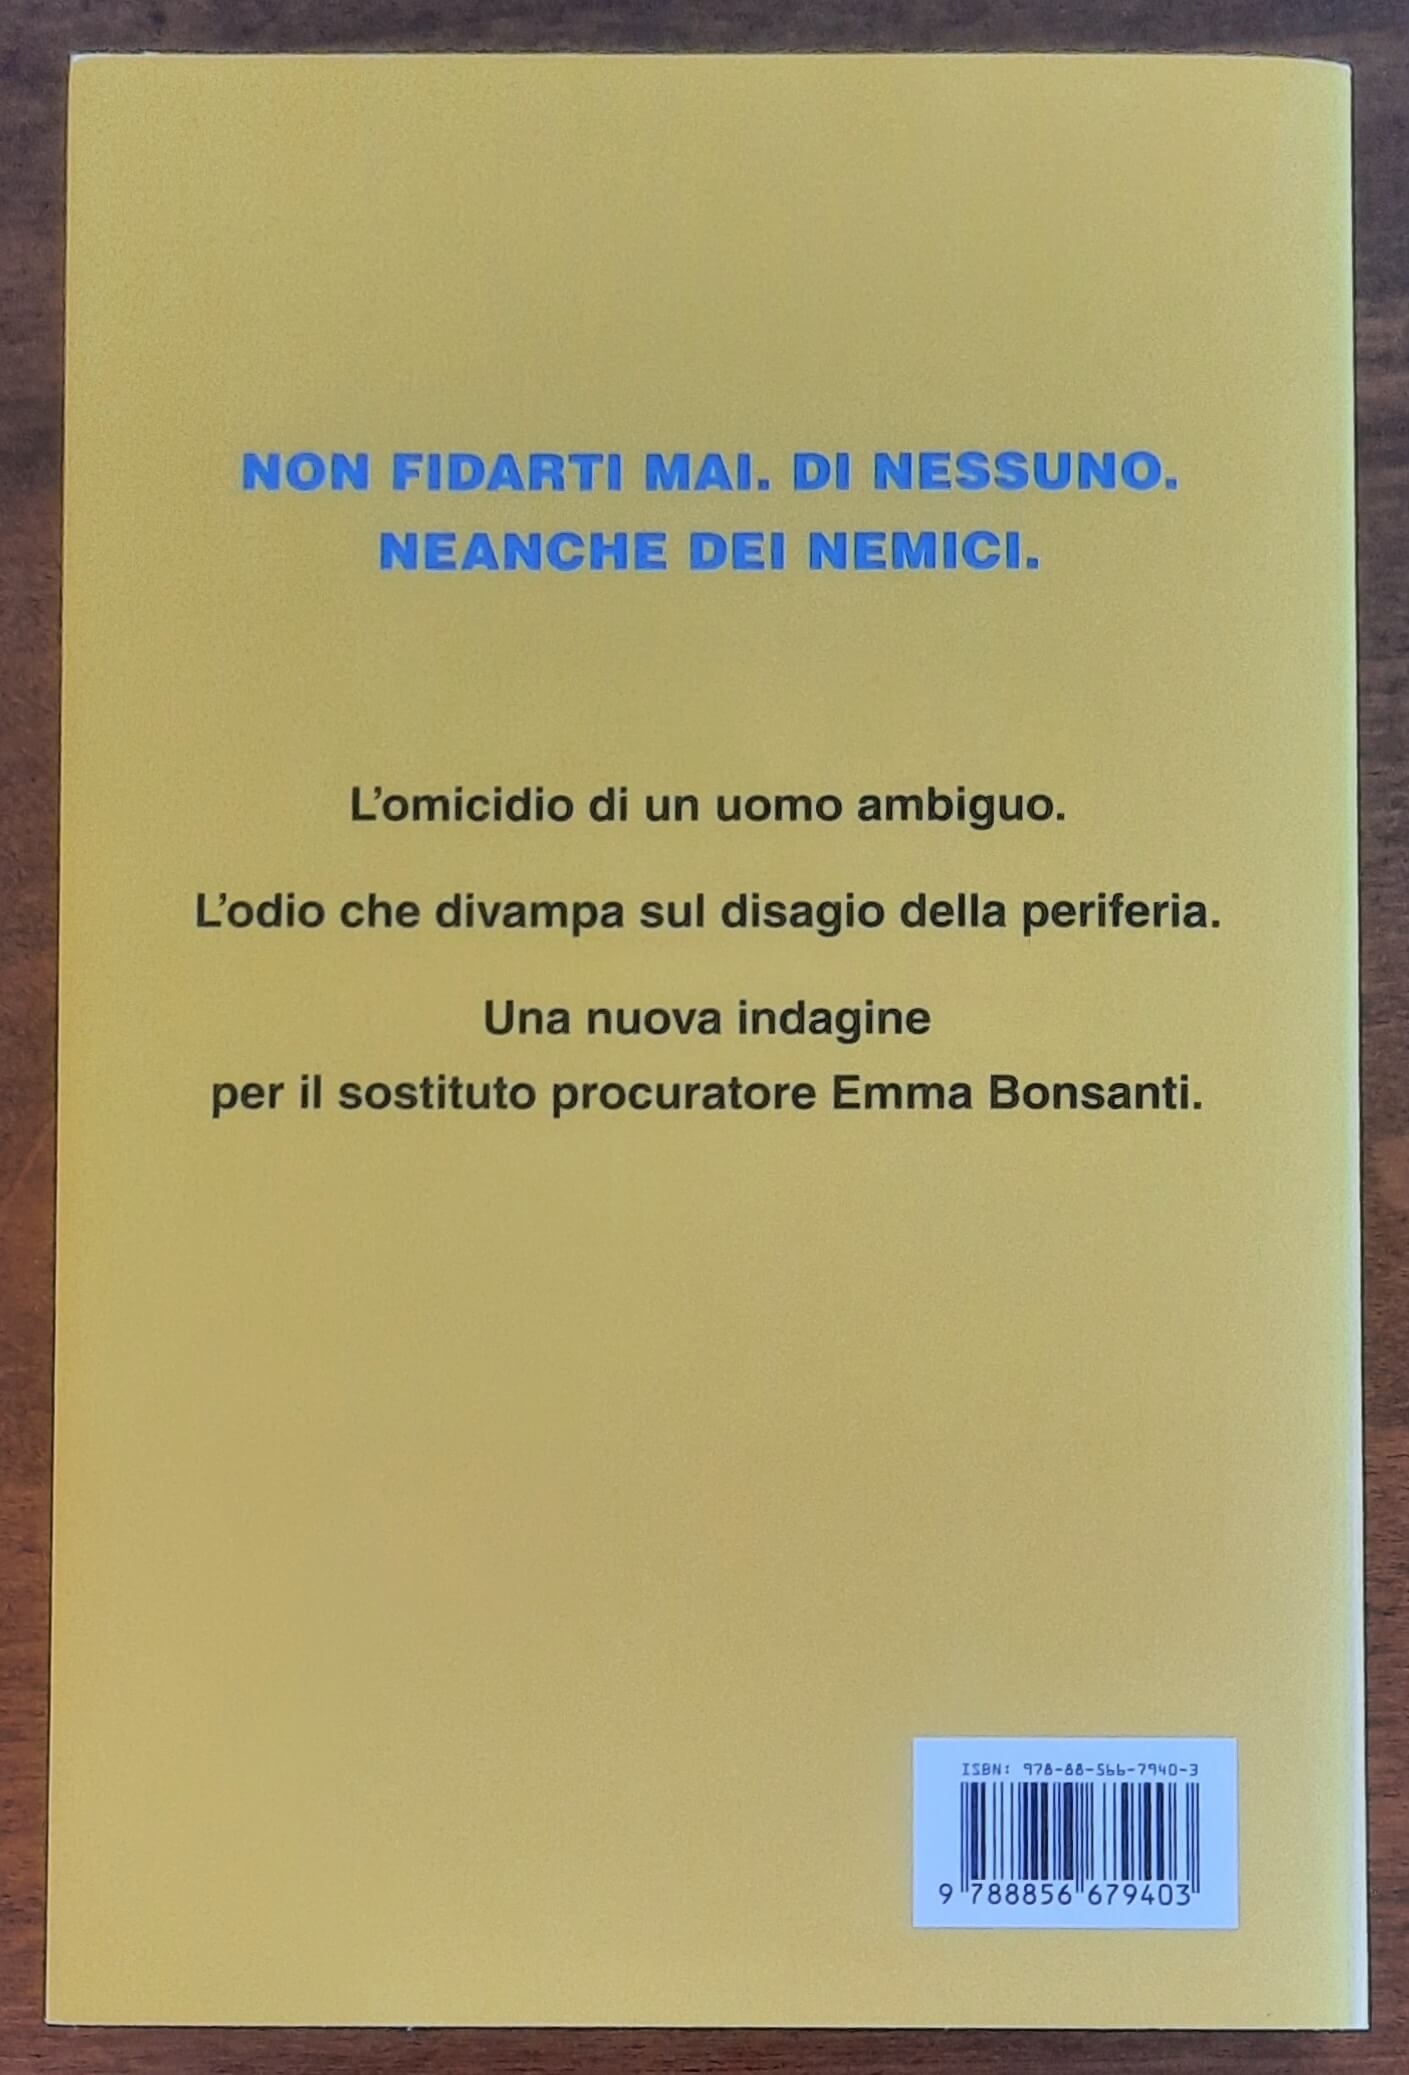 NON FIDARTI MAI. DI NESSUNO.
NEANCHE DEI NEMICI.
L'omicidio di un uomo ambiguo.
L'odio che divampa sul disagio della periferia.
Una nuova indagine
per il sostituto procuratore Emma Bonsanti.
ISBN: 978-88-566-7940-3
9 788856 679403